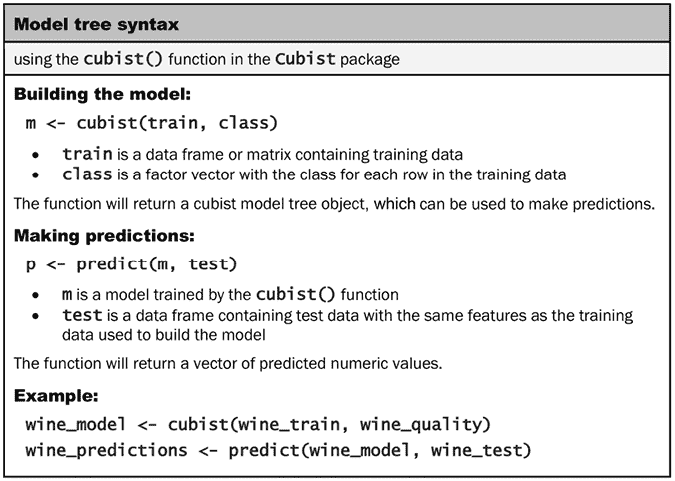 Model tree syntax
using the cubist() function in the Cubist package
Building the model:
m <- cubist(train, class)
• train is a data frame or matrix containing training data
• class is a factor vector with the class for each row in the training data
The function will return a cubist model tree object, which can be used to make predictions.
Making predictions:
p <- predict(m, test)
• m is a model trained by the cubist() function
• test is a data frame containing test data with the same features as the training
data used to build the model
The function will return a vector of predicted numeric values.
Example:
wine_model <- cubist(wine_train, wine_quality)
wine_predictions <- predict(wine_model, wine_test)